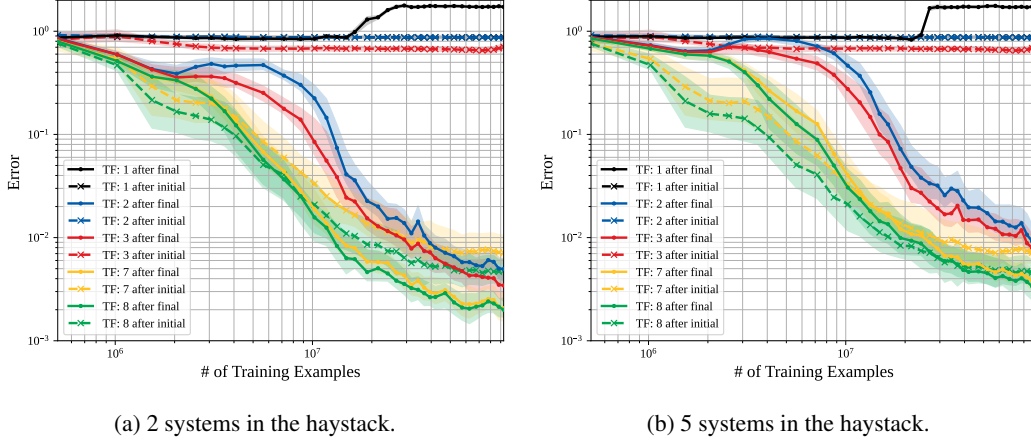 10⁰
10⁻¹
10⁻²
10⁻³
Error
TF: 1 after final
TF: 1 after initial
TF: 2 after final
TF: 2 after initial
TF: 3 after final
TF: 3 after initial
TF: 7 after final
TF: 7 after initial
TF: 8 after final
TF: 8 after initial
10⁶
10⁷
# of Training Examples
(a) 2 systems in the haystack.
10⁰
10⁻¹
10⁻²
10⁻³
Error
TF: 1 after final
TF: 1 after initial
TF: 2 after final
TF: 2 after initial
TF: 3 after final
TF: 3 after initial
TF: 7 after final
TF: 7 after initial
TF: 8 after final
TF: 8 after initial
10⁶
10⁷
# of Training Examples
(b) 5 systems in the haystack.